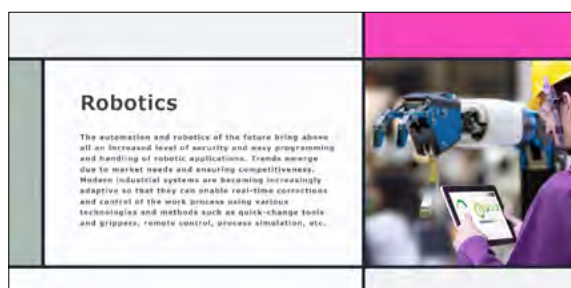 Robotics
The automation and robotics of the future bring above
all an increased level of security and easy programming
and handling of robotic applications. Trends emerge
due to market needs and ensuring competitiveness.
Modern industrial systems are becoming increasingly
adaptive so that they can enable real-time corrections
and control of the work process using various
technologies and methods such as quick-change tools
and grippers, remote control, process simulation, etc.